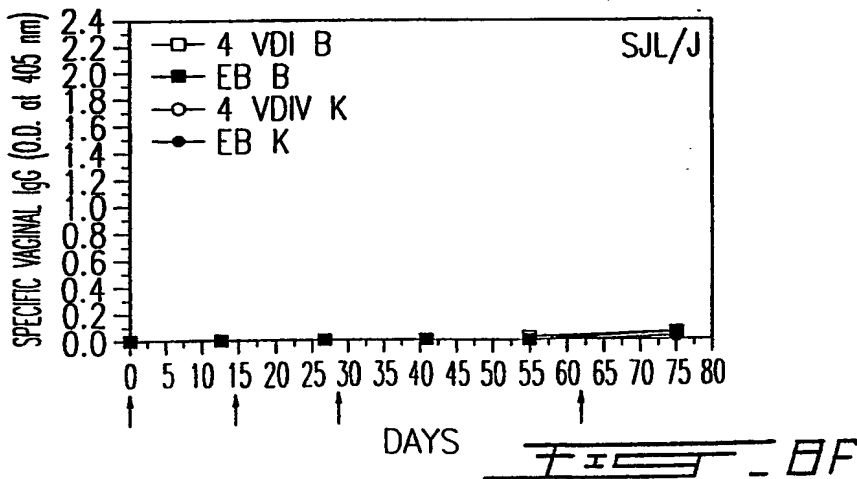 SPECIFIC VAGINAL IgG (O.D. at 405 nm)
2.4
2.2
2.0
1.8
1.6
1.4
1.2
1.0
0.8
0.6
0.4
0.2
0.0
4 VDI B
EB B
4 VDIV K
EB K
SJL/J
0 5 10 15 20 25 30 35 40 45 50 55 60 65 70 75 80
DAYS
FIG - 8F